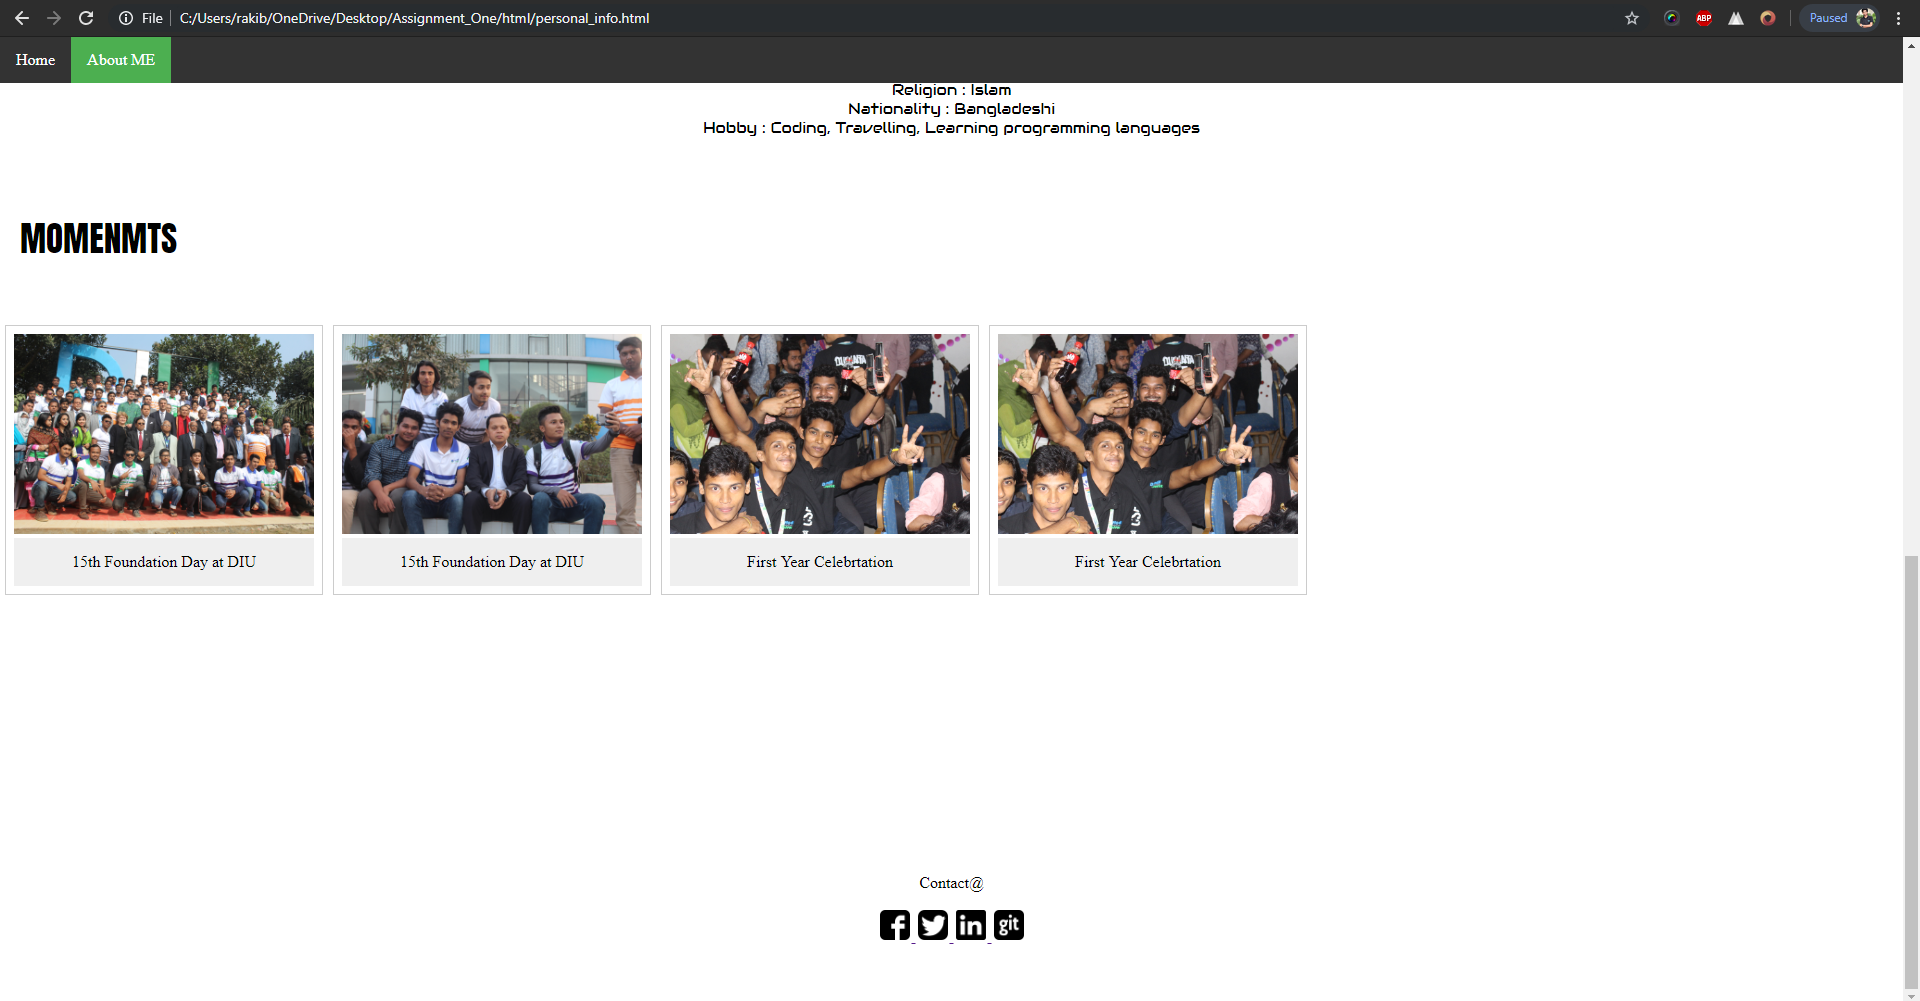 File C:/Users/rakib/OneDrive/Desktop/Assignment_One/html/personal_info.html ABP Paused
Home About ME
Religion : Islam
Nationality : Bangladeshi
Hobby : Coding, Travelling, Learning programming languages
MOMENMTS
15th Foundation Day at DIU 15th Foundation Day at DIU First Year Celebrtation First Year Celebrtation
Contact@
in git